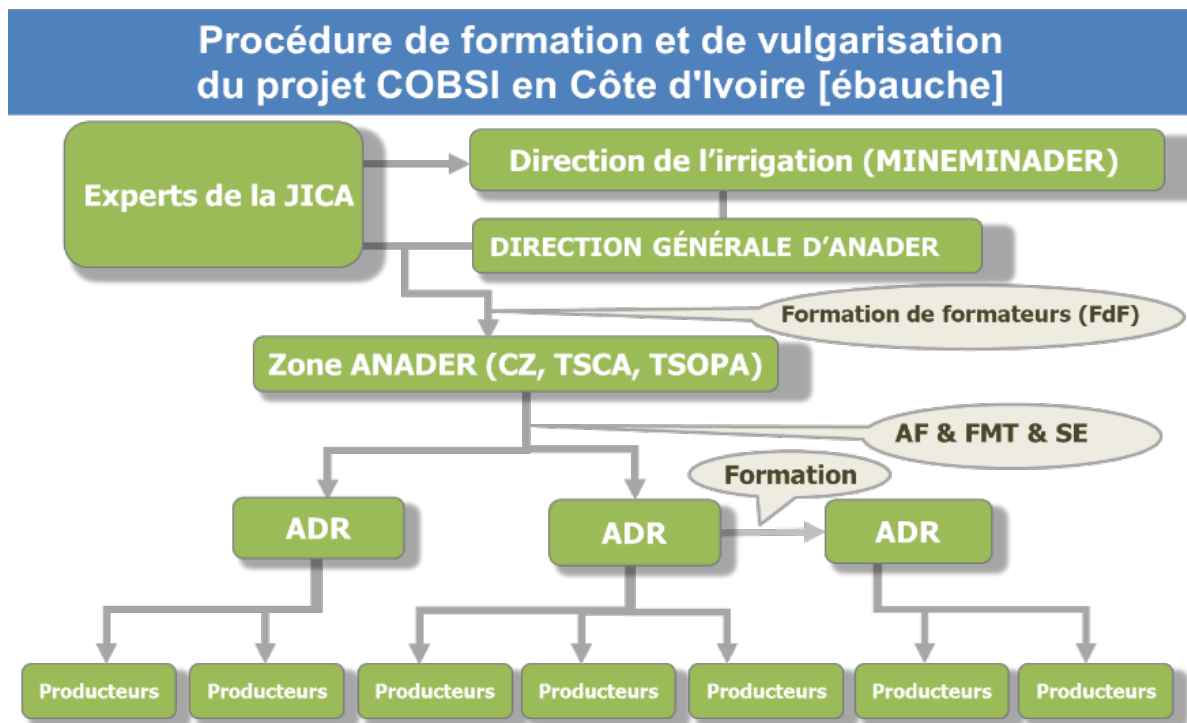 Procédure de formation et de vulgarisation
du projet COBSI en Côte d'Ivoire [ébauche]
Experts de la JICA
Direction de l'irrigation (MINEMINADER)
DIRECTION GÉNÉRALE D'ANADER
Formation de formateurs (FdF)
Zone ANADER (CZ, TSCA, TSOPA)
AF & FMT & SE
Formation
ADR
ADR
ADR
Producteurs
Producteurs
Producteurs
Producteurs
Producteurs
Producteurs
Producteurs